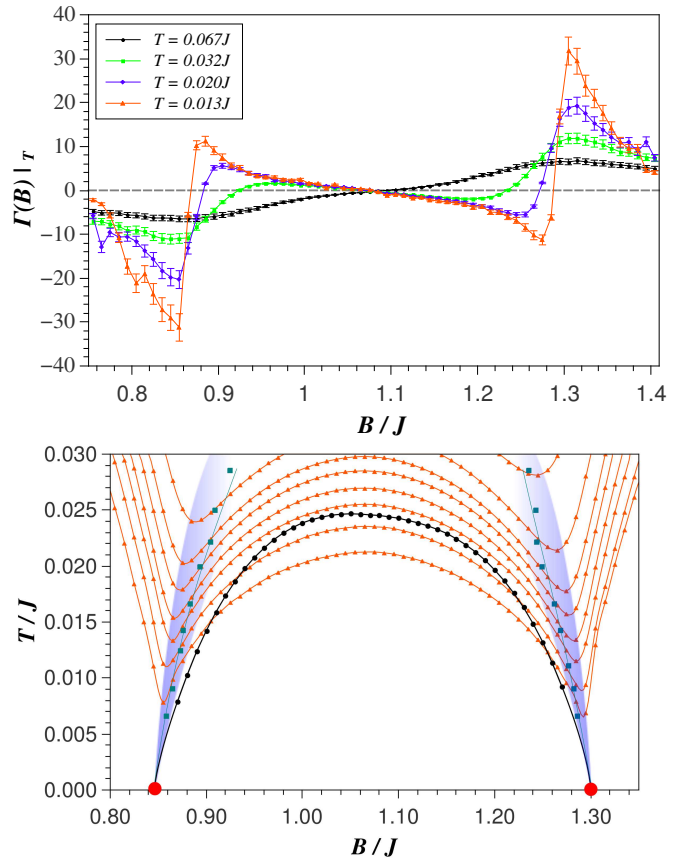 40
30
20
10
0
−10
−20
−30
−40
Γ(B) | T
T = 0.067J
T = 0.032J
T = 0.020J
T = 0.013J
0.8 0.9 1 1.1 1.2 1.3 1.4
B / J
0.030
0.025
0.020
0.015
0.010
0.005
0.000
T / J
0.80 0.90 1.00 1.10 1.20 1.30
B / J